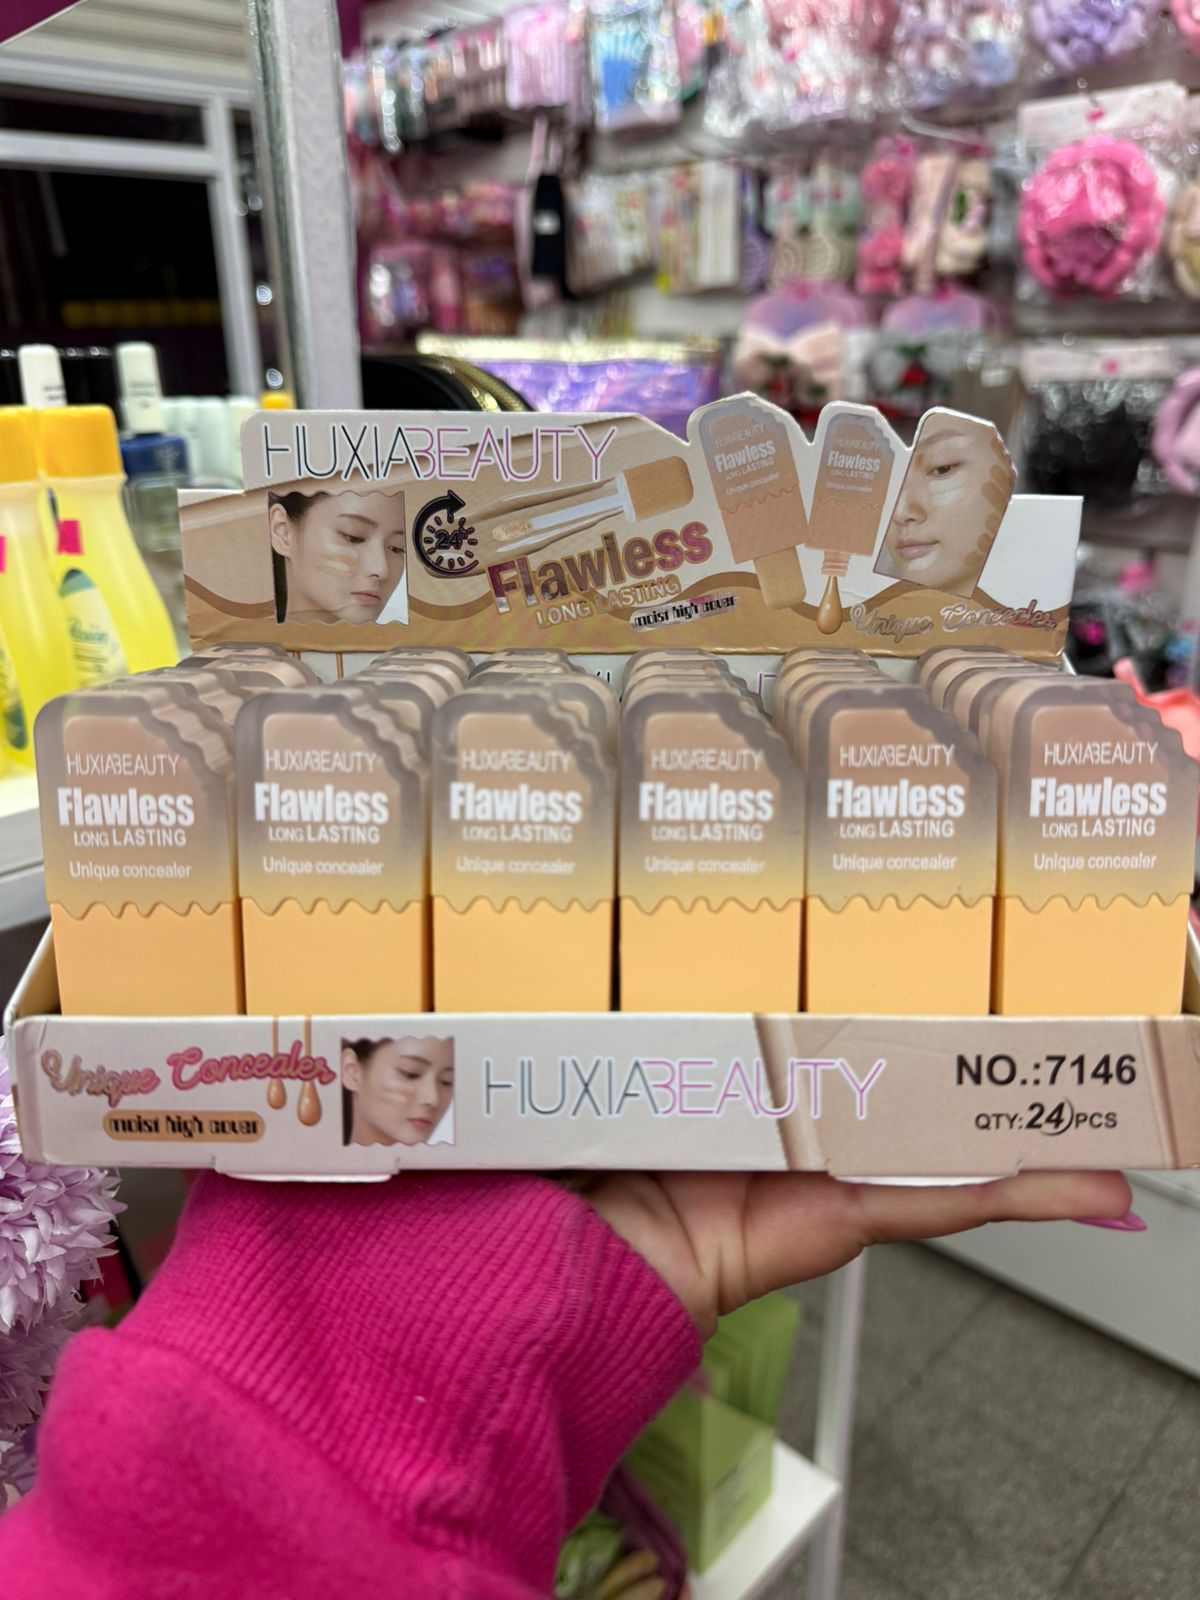 HUXIABEAUTY
24h
Flawless
LONG LASTING
moist high cover
HUXIABEAUTY
Flawless
LONG LASTING
Unique concealer
HUXIABEAUTY
Flawless
LONG LASTING
Unique concealer
Unique Concealer
HUXIABEAUTY
Flawless
LONG LASTING
Unique concealer
HUXIABEAUTY
Flawless
LONG LASTING
Unique concealer
HUXIABEAUTY
Flawless
LONG LASTING
Unique concealer
HUXIABEAUTY
Flawless
LONG LASTING
Unique concealer
HUXIABEAUTY
Flawless
LONG LASTING
Unique concealer
HUXIABEAUTY
Flawless
LONG LASTING
Unique concealer
Unique Concealer
moist high cover
HUXIABEAUTY
NO.:7146
QTY:24PCS